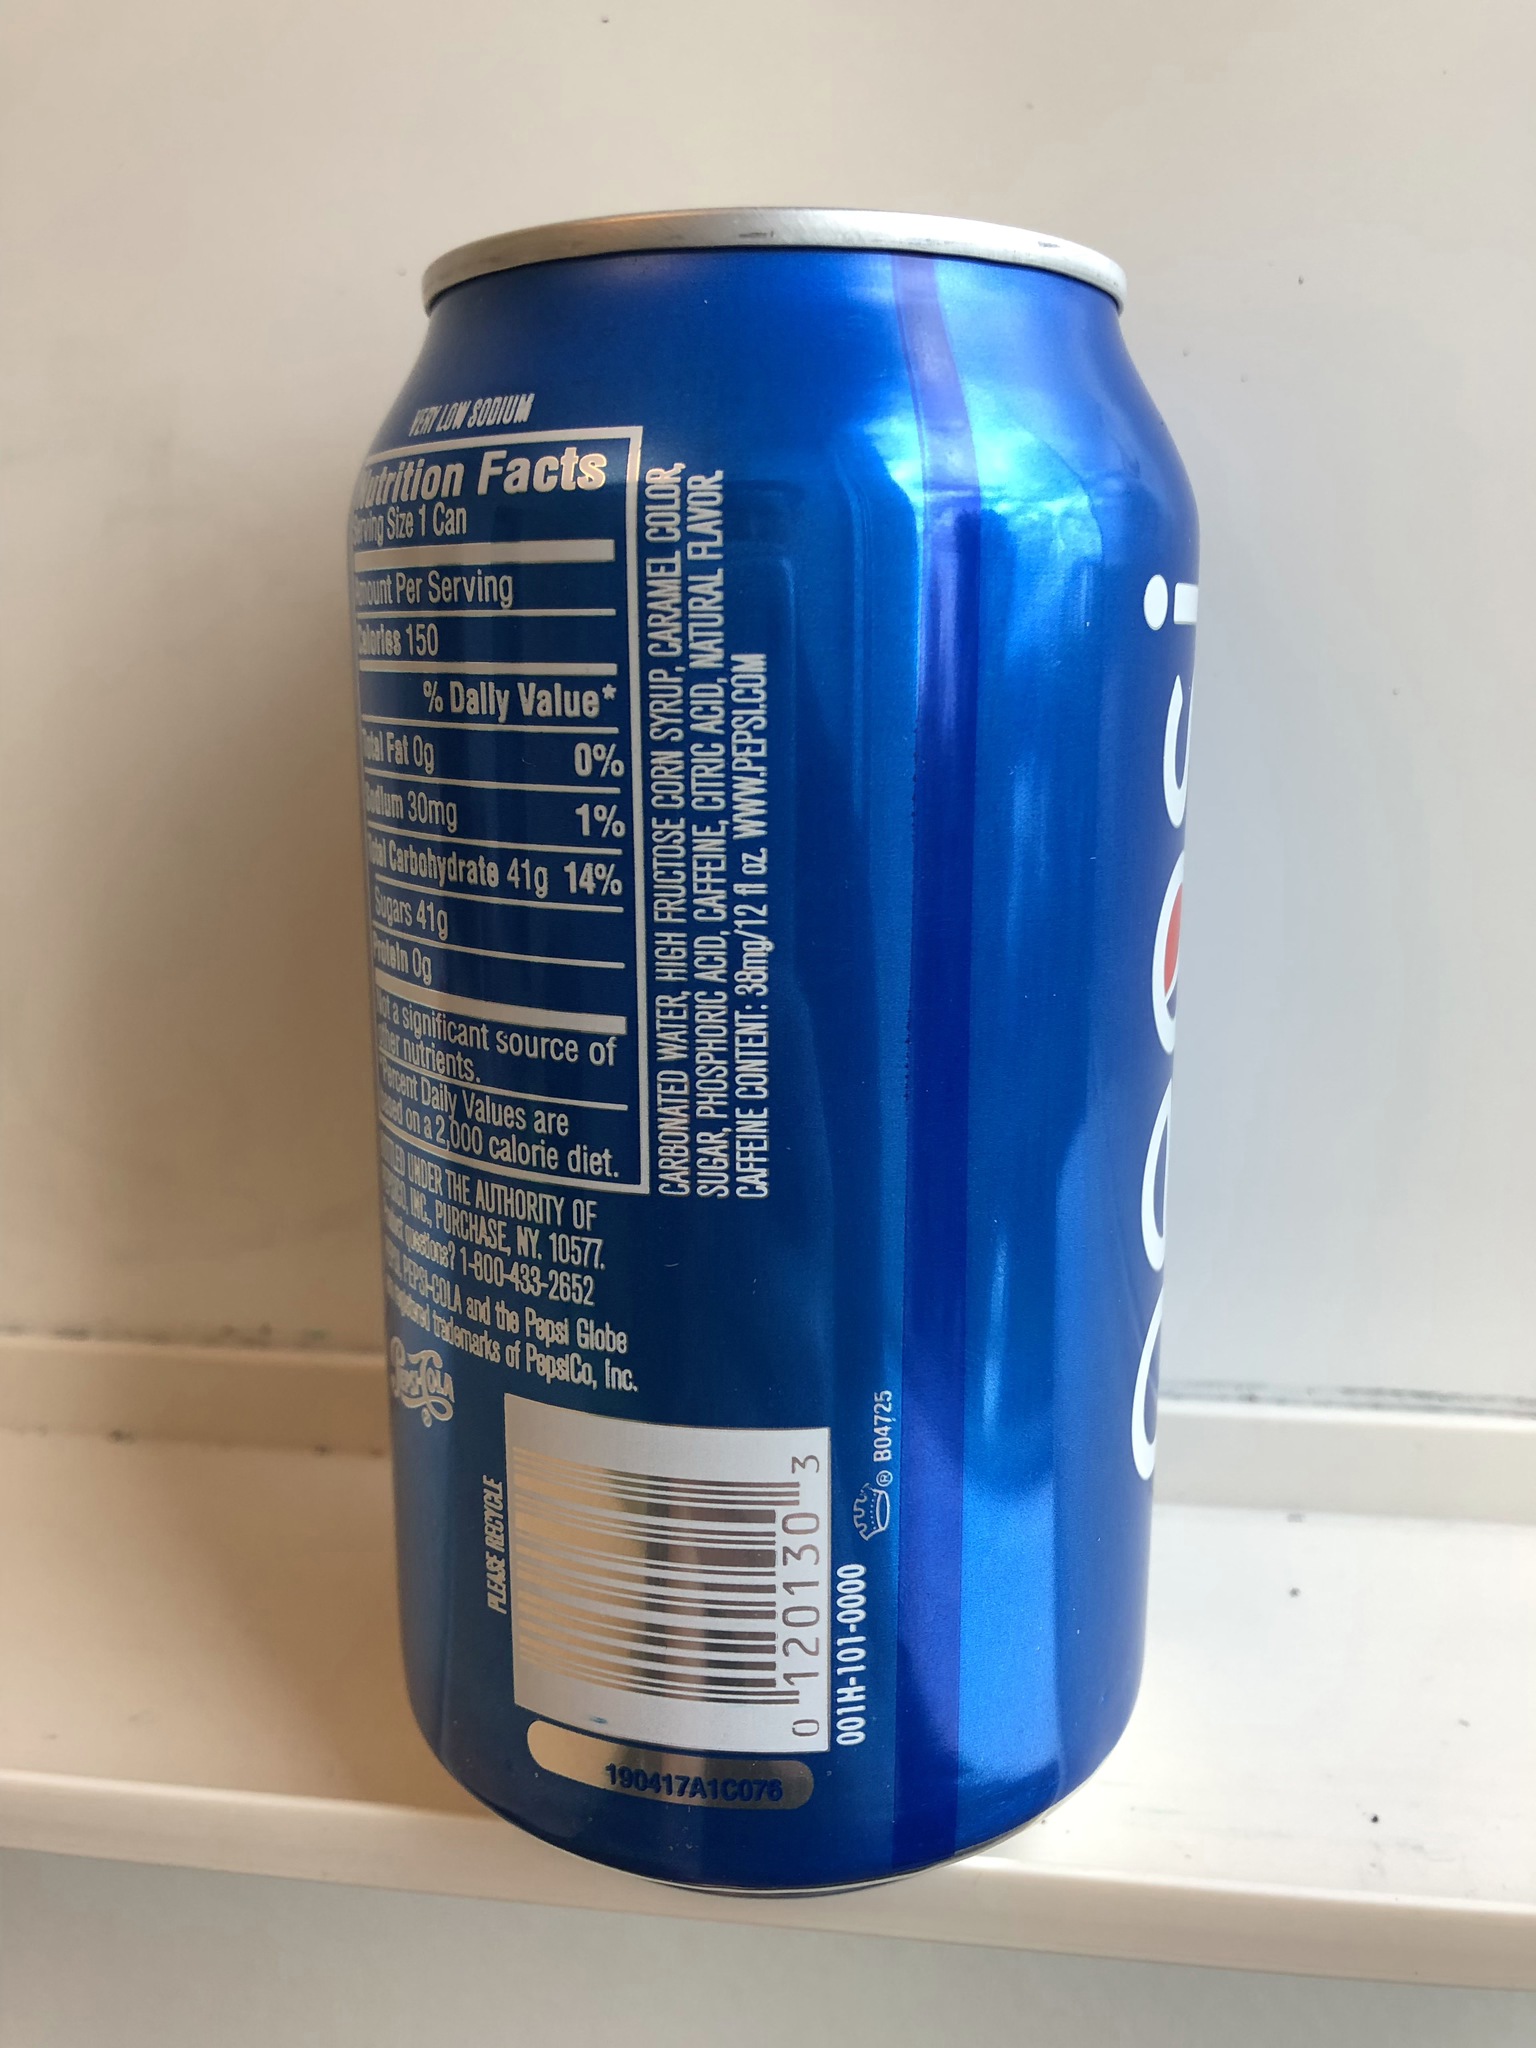 VERY LOW SODIUM
Nutrition Facts
Serving Size 1 Can
Amount Per Serving
Calories 150
% Daily Value*
Total Fat 0g 0%
Sodium 30mg 1%
Total Carbohydrate 41g 14%
Sugars 41g
Protein 0g
Not a significant source of
other nutrients.
*Percent Daily Values are
based on a 2,000 calorie diet.
CARBONATED WATER, HIGH FRUCTOSE CORN SYRUP, CARAMEL COLOR,
SUGAR, PHOSPHORIC ACID, CAFFEINE, CITRIC ACID, NATURAL FLAVOR.
CAFFEINE CONTENT: 38mg/12 fl oz. WWW.PEPSI.COM
BOTTLED UNDER THE AUTHORITY OF
PEPSICO, INC., PURCHASE, NY. 10577.
questions? 1-800-433-2652
PEPSI-COLA and the Pepsi Globe
registered trademarks of PepsiCo, Inc.
PEPSI-COLA
®
PLEASE RECYCLE
0 120130 3
001H-101-0000
® B04725
190417A1C076
pepsi